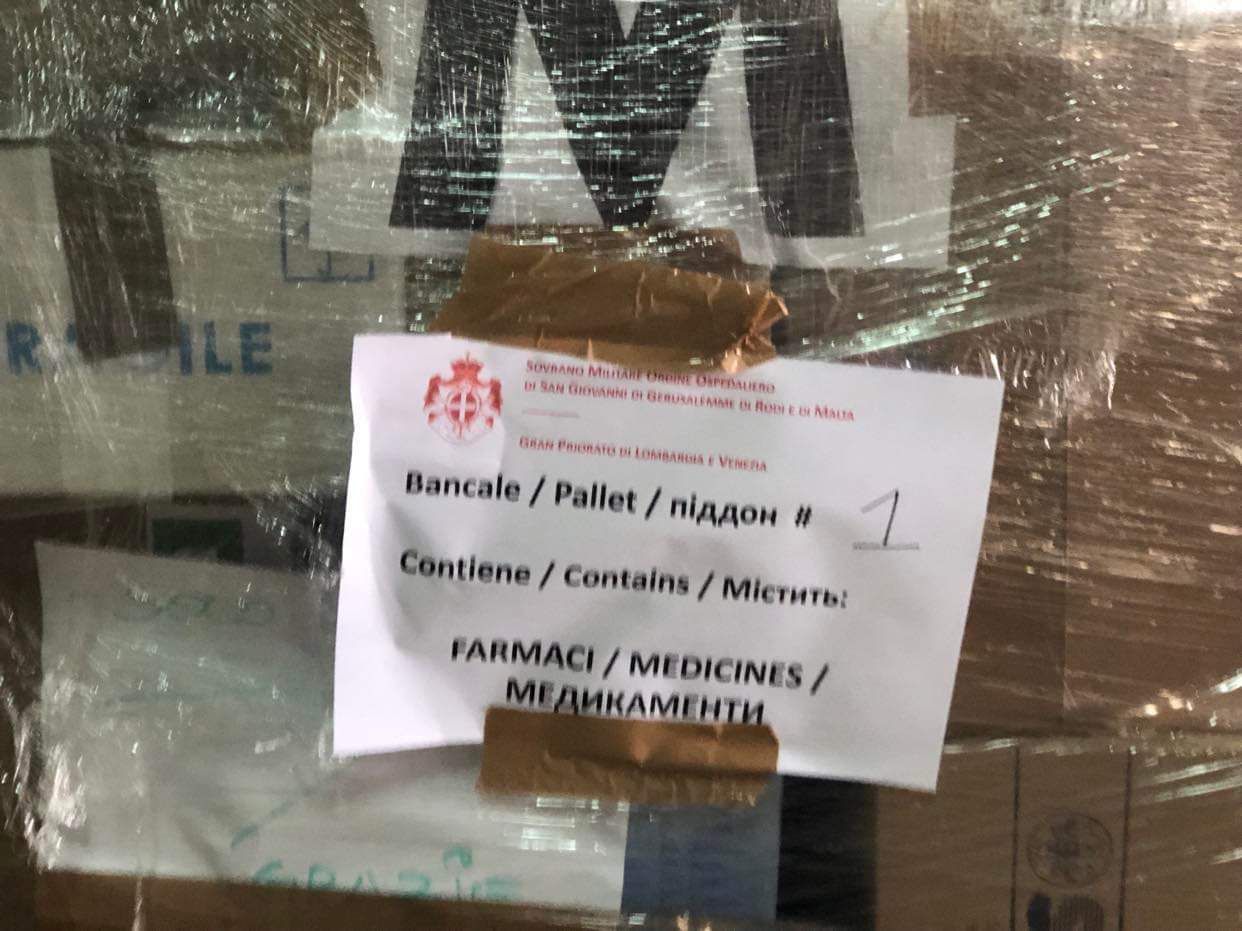 M
SOVRANO MILITARE ORDINE OSPEDALIERO
DI SAN GIOVANNI DI GERUSALEMME DI RODI E DI MALTA
GRAN PRIORATO DI LOMBARDIA E VENEZIA
Bancale / Pallet / піддон # 1
Contiene / Contains / Містить:
FARMACI / MEDICINES /
МЕДИКАМЕНТИ
GRAZIE